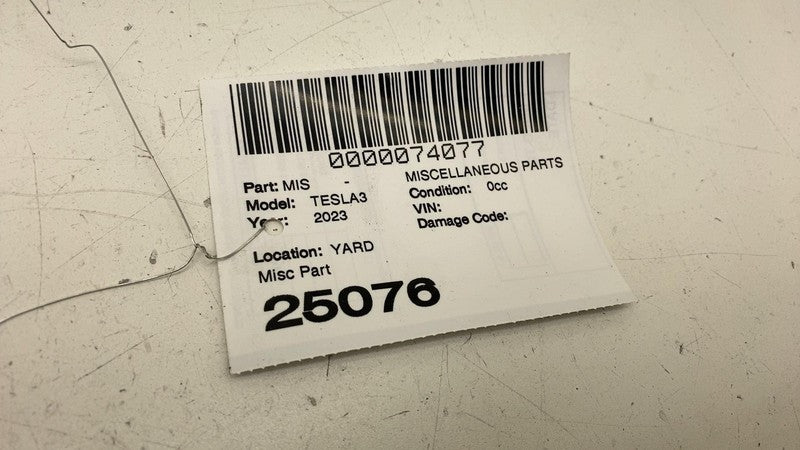 0000074077
Part: MIS - MISCELLANEOUS PARTS
Model: TESLA3 Condition: 0cc
Year: 2023 VIN:
Damage Code:
Location: YARD
Misc Part
25076